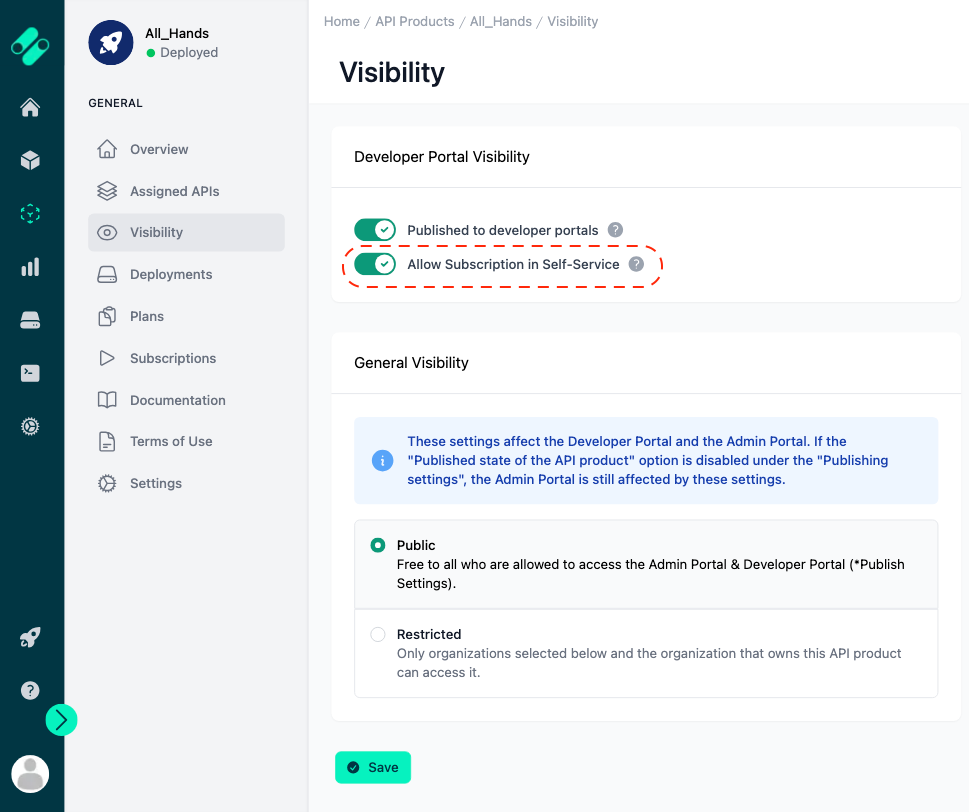 All_Hands
Deployed
GENERAL
Overview
Assigned APIs
Visibility
Deployments
Plans
Subscriptions
Documentation
Terms of Use
Settings
Home / API Products / All_Hands / Visibility
Visibility
Developer Portal Visibility
Published to developer portals ?
Allow Subscription in Self-Service ?
General Visibility
These settings affect the Developer Portal and the Admin Portal. If the
"Published state of the API product" option is disabled under the "Publishing
settings", the Admin Portal is still affected by these settings.
Public
Free to all who are allowed to access the Admin Portal & Developer Portal (*Publish
Settings).
Restricted
Only organizations selected below and the organization that owns this API product
can access it.
Save